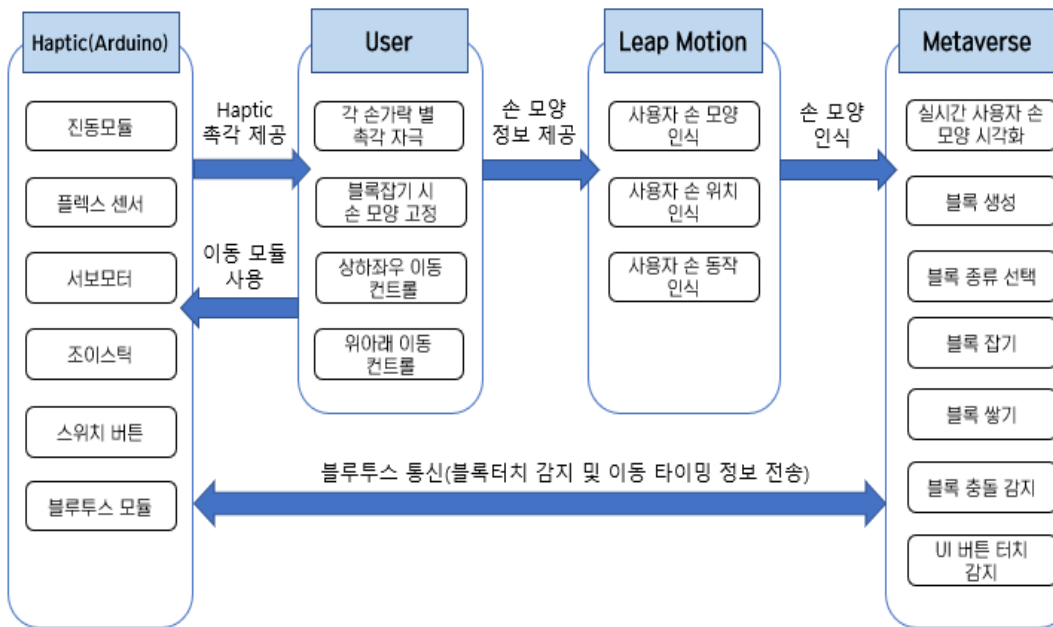 Haptic(Arduino)
진동모듈
플렉스 센서
서보모터
조이스틱
스위치 버튼
블루투스 모듈
Haptic
촉각 제공
이동 모듈
사용
User
각 손가락 별
촉각 자극
블록잡기 시
손 모양 고정
상하좌우 이동
컨트롤
위아래 이동
컨트롤
손 모양
정보 제공
Leap Motion
사용자 손 모양
인식
사용자 손 위치
인식
사용자 손 동작
인식
손 모양
인식
Metaverse
실시간 사용자 손
모양 시각화
블록 생성
블록 종류 선택
블록 잡기
블록 쌓기
블록 충돌 감지
UI 버튼 터치
감지
블루투스 통신(블록터치 감지 및 이동 타이밍 정보 전송)